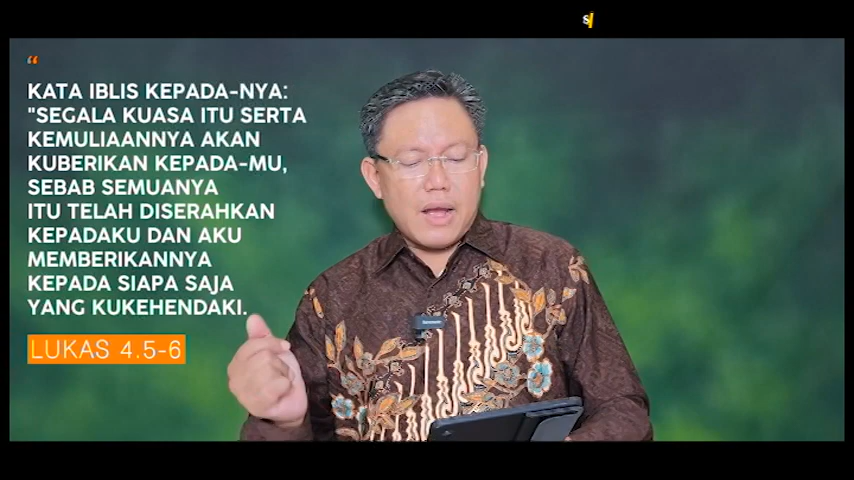 KATA IBLIS KEPADA-NYA:
"SEGALA KUASA ITU SERTA
KEMULIAANNYA AKAN
KUBERIKAN KEPADA-MU,
SEBAB SEMUANYA
ITU TELAH DISERAHKAN
KEPADAKU DAN AKU
MEMBERIKANNYA
KEPADA SIAPA SAJA
YANG KUKEHENDAKI.
LUKAS 4.5-6